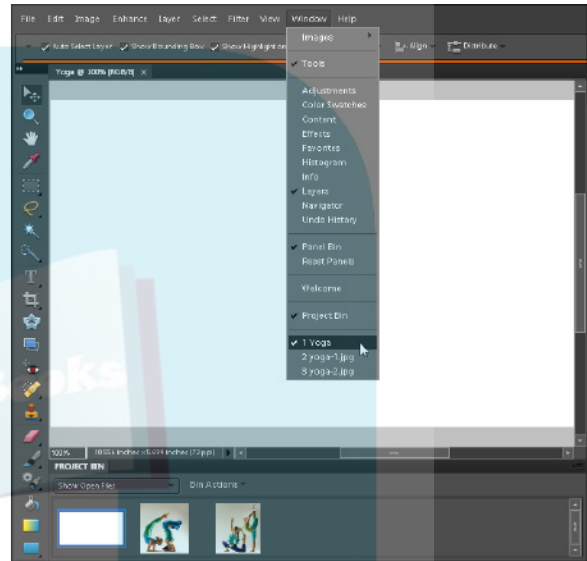 File Edit Image Enhance Layer Select Filter View Window Help
Auto Select Layer Show Bounding Box Show Highlight on Align Distribute
Yoga @ 100% (RGB/8) ×
Images
Tools
Adjustments
Color Swatches
Content
Effects
Favorites
Histogram
Info
Layers
Navigator
Undo History
Panel Bin
Reset Panels
Welcome
Project Bin
1 Yoga
2 yoga-1.jpg
3 yoga-2.jpg
ooks
100%
PROJECT BIN
Show Open Files Bin Actions
T